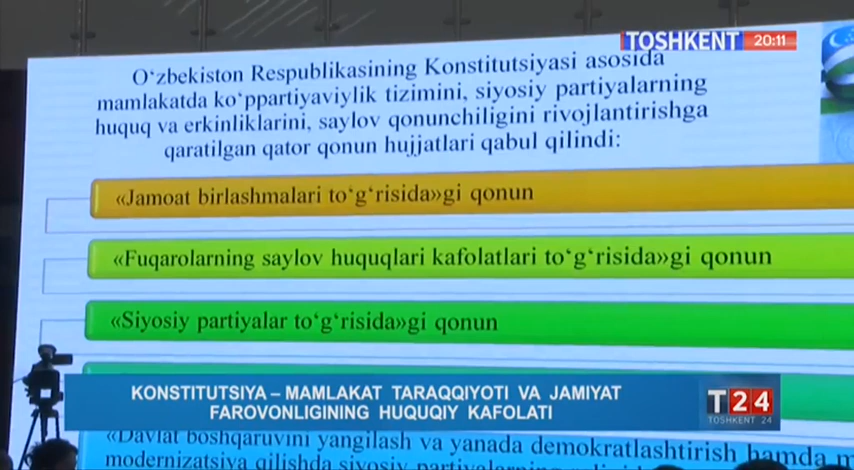 TOSHKENT 20:11
O‘zbekiston Respublikasining Konstitutsiyasi asosida
mamlakatda ko‘ppartiyaviylik tizimini, siyosiy partiyalarning
huquq va erkinliklarini, saylov qonunchiligini rivojlantirishga
qaratilgan qator qonun hujjatlari qabul qilindi:
«Jamoat birlashmalari to‘g‘risida»gi qonun
«Fuqarolarning saylov huquqlari kafolatlari to‘g‘risida»gi qonun
«Siyosiy partiyalar to‘g‘risida»gi qonun
KONSTITUTSIYA – MAMLAKAT TARAQQIYOTI VA JAMIYAT
FAROVONLIGINING HUQUQIY KAFOLATI
T24
TOSHKENT 24
«Davlat boshqaruvini yangilash va yanada demokratlashtirish hamda
modernizatsiya qilishda siyosiy partiyalarning